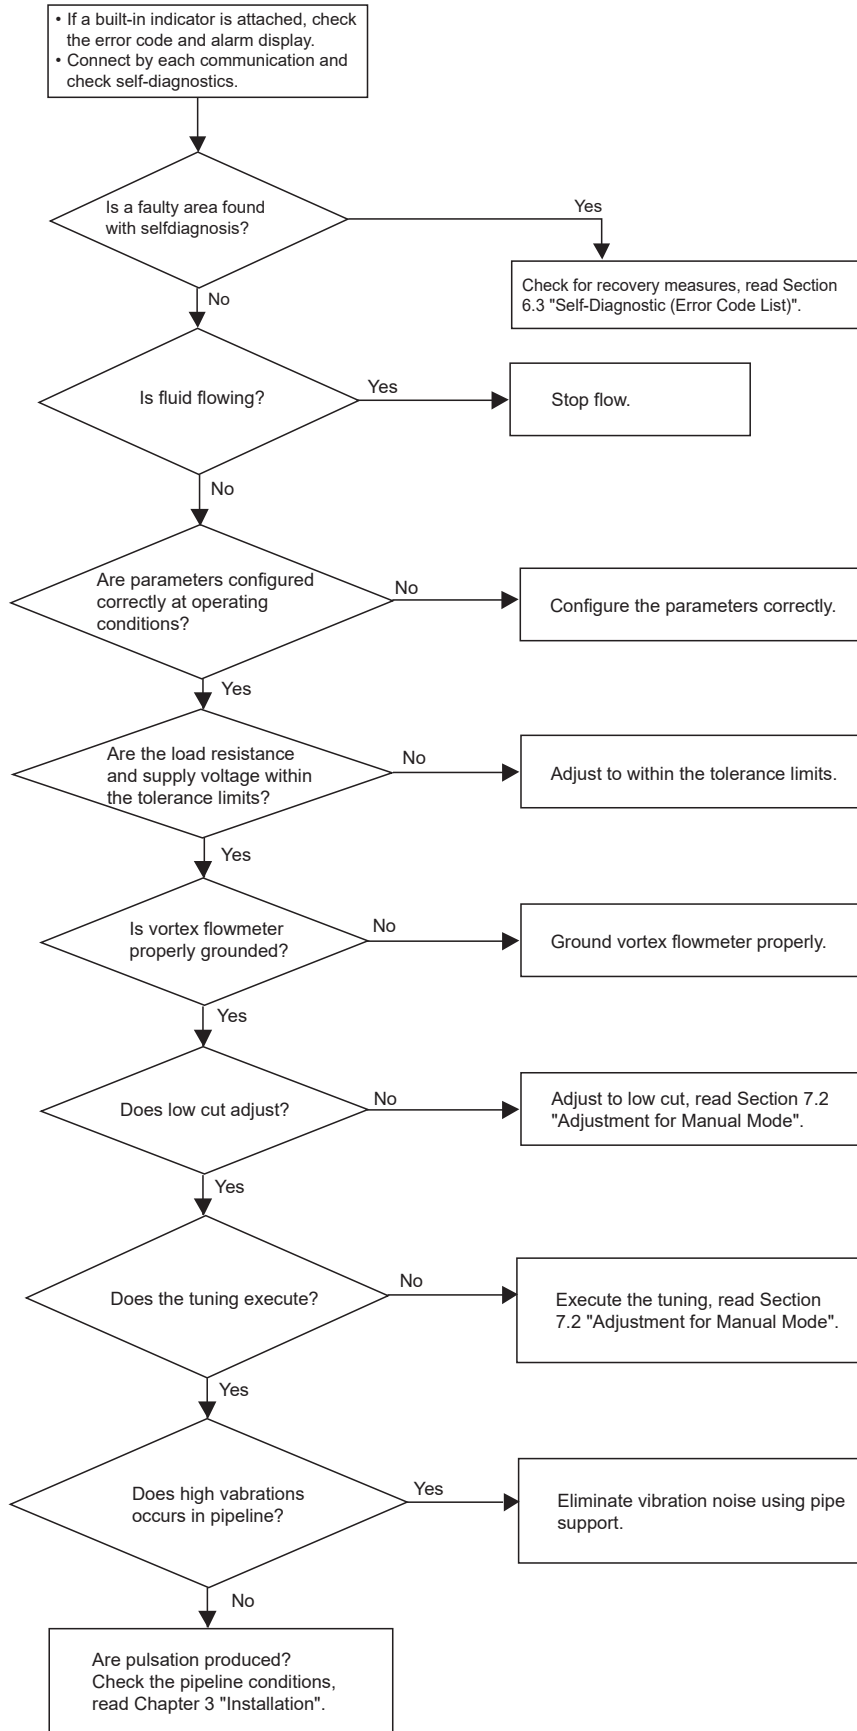 • If a built-in indicator is attached, check
the error code and alarm display.
• Connect by each communication and
check self-diagnostics.
Is a faulty area found
with selfdiagnosis?
Yes
Check for recovery measures, read Section
6.3 "Self-Diagnostic (Error Code List)".
No
Is fluid flowing?
Yes
Stop flow.
No
Are parameters configured
correctly at operating
conditions?
No
Configure the parameters correctly.
Yes
Are the load resistance
and supply voltage within
the tolerance limits?
No
Adjust to within the tolerance limits.
Yes
Is vortex flowmeter
properly grounded?
No
Ground vortex flowmeter properly.
Yes
Does low cut adjust?
No
Adjust to low cut, read Section 7.2
"Adjustment for Manual Mode".
Yes
Does the tuning execute?
No
Execute the tuning, read Section
7.2 "Adjustment for Manual Mode".
Yes
Does high vabrations
occurs in pipeline?
Yes
Eliminate vibration noise using pipe
support.
No
Are pulsation produced?
Check the pipeline conditions,
read Chapter 3 "Installation".